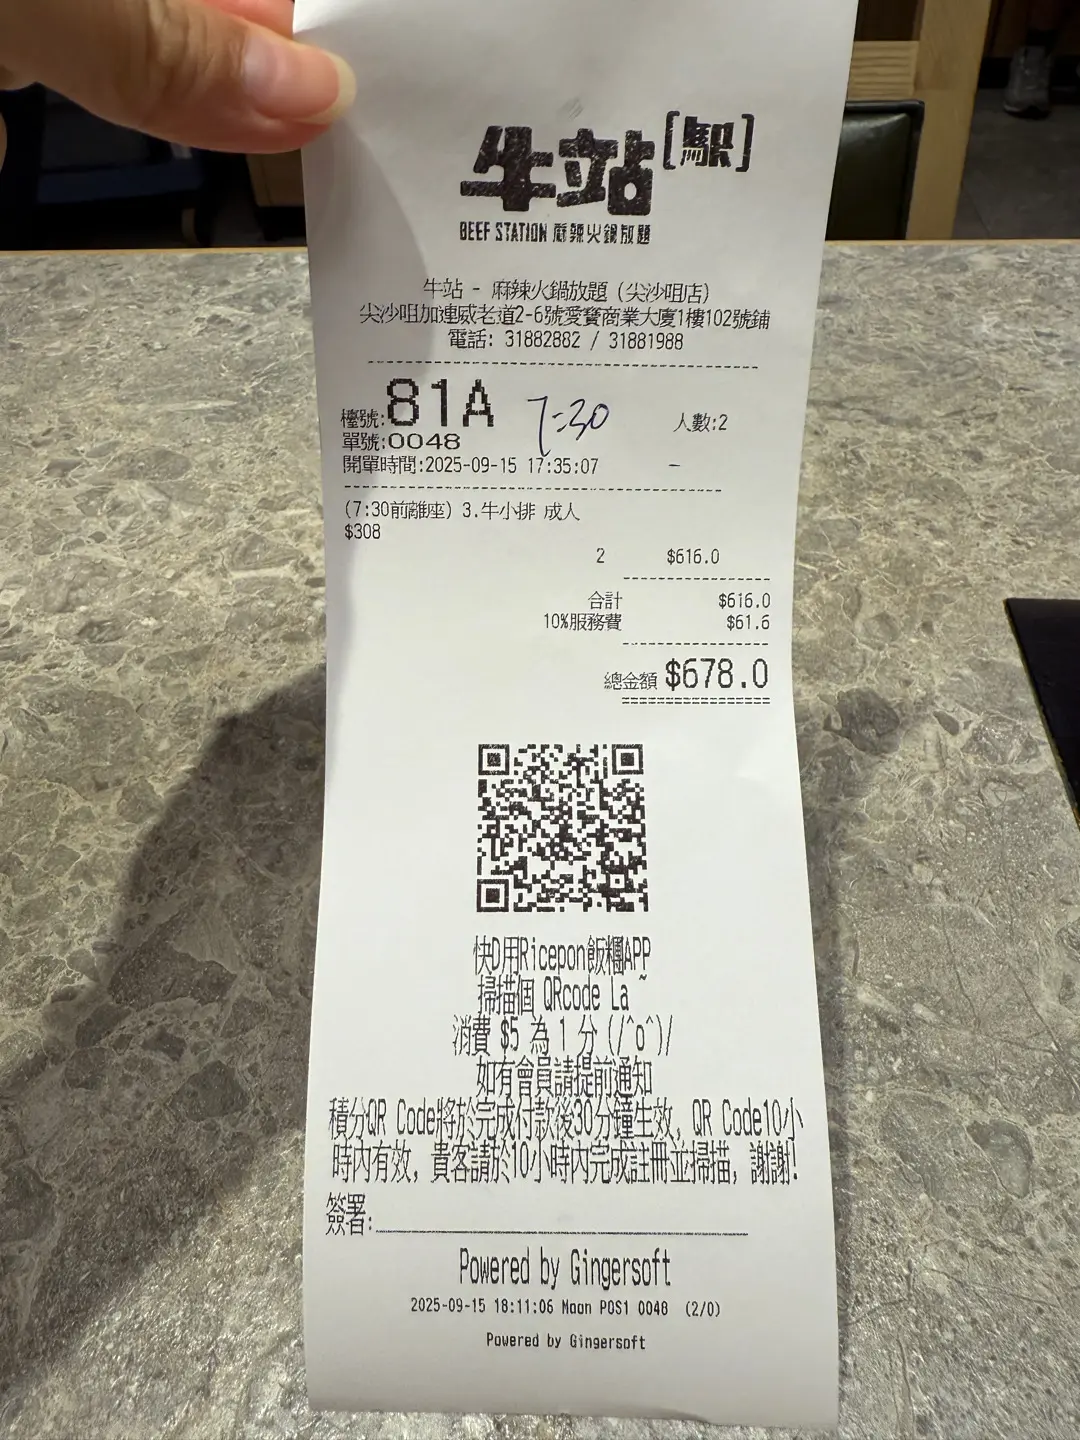 牛站[駅]
BEEF STATION 麻辣火鍋放題
牛站 - 麻辣火鍋放題 (尖沙咀店)
尖沙咀加連威老道2-6號愛賓商業大廈1樓102號鋪
電話: 31882882 / 31881988
檯號:81A 7:30 人數:2
單號:0048
開單時間:2025-09-15 17:35:07 -
(7:30前離座) 3.牛小排 成人
$308
2 $616.0
合計 $616.0
10%服務費 $61.6
總金額 $678.0
快D用Ricepon飯糰APP
掃描個 QRcode La ~
消費 $5 為 1 分 (/^o^)/
如有會員請提前通知
積分QR Code將於完成付款後30分鐘生效, QR Code10小
時內有效, 貴客請於10小時內完成註冊並掃描, 謝謝!
簽署:
Powered by Gingersoft
2025-09-15 18:11:06 Moon POS1 0048 (2/0)
Powered by Gingersoft